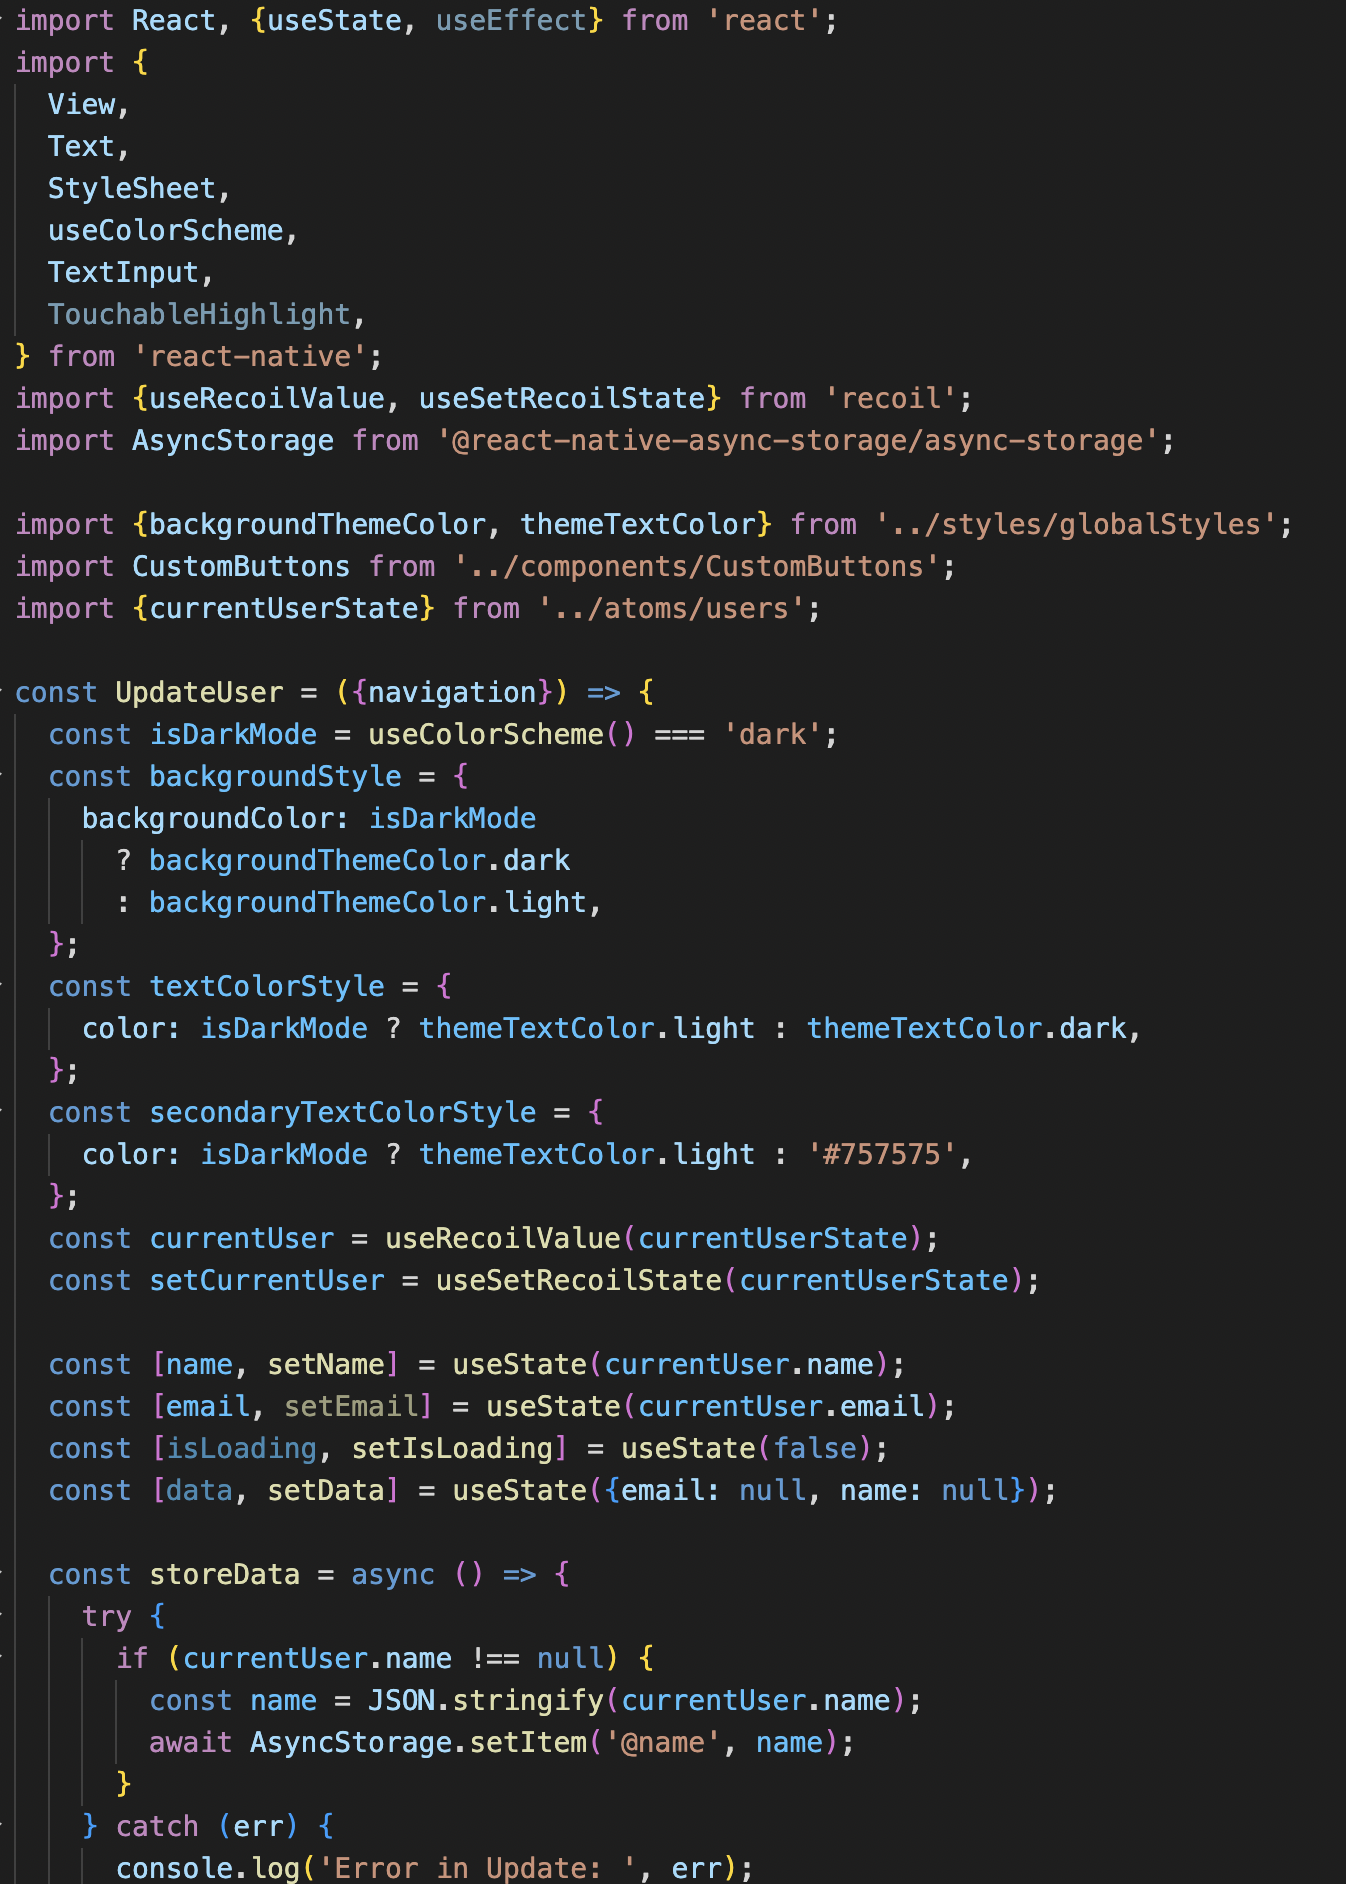 import React, {useState, useEffect} from 'react';
import {
  View,
  Text,
  StyleSheet,
  useColorScheme,
  TextInput,
  TouchableHighlight,
} from 'react-native';
import {useRecoilValue, useSetRecoilState} from 'recoil';
import AsyncStorage from '@react-native-async-storage/async-storage';

import {backgroundThemeColor, themeTextColor} from '../styles/globalStyles';
import CustomButtons from '../components/CustomButtons';
import {currentUserState} from '../atoms/users';

const UpdateUser = ({navigation}) => {
  const isDarkMode = useColorScheme() === 'dark';
  const backgroundStyle = {
    backgroundColor: isDarkMode
      ? backgroundThemeColor.dark
      : backgroundThemeColor.light,
  };
  const textColorStyle = {
    color: isDarkMode ? themeTextColor.light : themeTextColor.dark,
  };
  const secondaryTextColorStyle = {
    color: isDarkMode ? themeTextColor.light : '#757575',
  };
  const currentUser = useRecoilValue(currentUserState);
  const setCurrentUser = useSetRecoilState(currentUserState);

  const [name, setName] = useState(currentUser.name);
  const [email, setEmail] = useState(currentUser.email);
  const [isLoading, setIsLoading] = useState(false);
  const [data, setData] = useState({email: null, name: null});

  const storeData = async () => {
    try {
      if (currentUser.name !== null) {
        const name = JSON.stringify(currentUser.name);
        await AsyncStorage.setItem('@name', name);
      }
    } catch (err) {
      console.log('Error in Update: ', err);